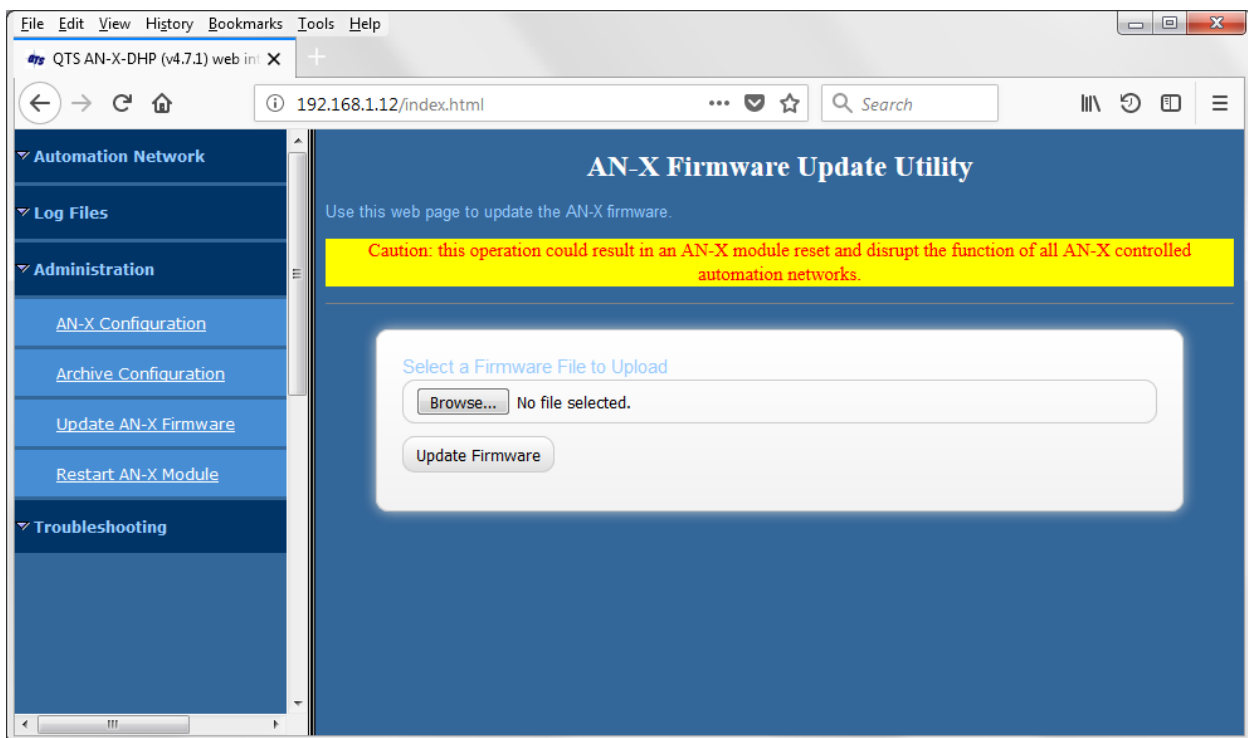 File Edit View History Bookmarks Tools Help
QTS AN-X-DHP (v4.7.1) web int
192.168.1.12/index.html
Search
Automation Network
Log Files
Administration
AN-X Configuration
Archive Configuration
Update AN-X Firmware
Restart AN-X Module
Troubleshooting
AN-X Firmware Update Utility
Use this web page to update the AN-X firmware.
Caution: this operation could result in an AN-X module reset and disrupt the function of all AN-X controlled
automation networks.
Select a Firmware File to Upload
Browse... No file selected.
Update Firmware